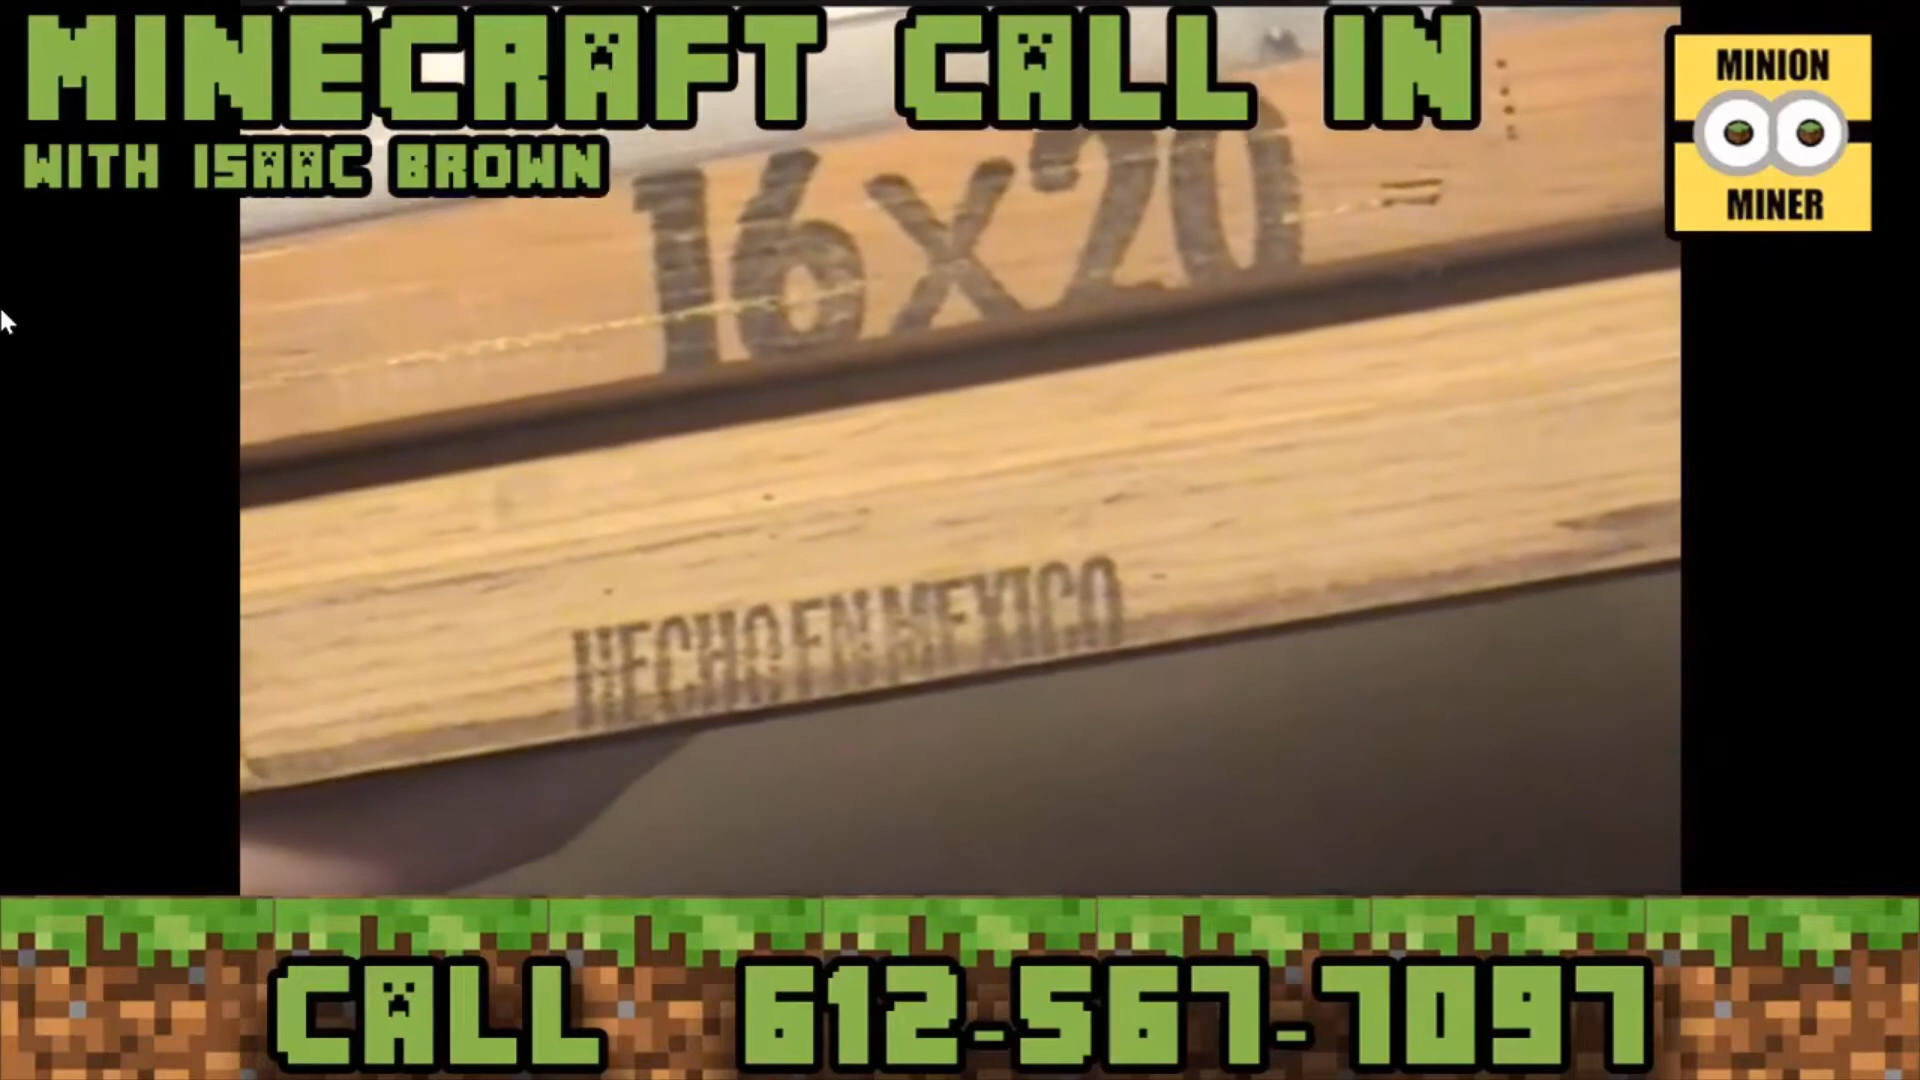 MINECRAFT CALL IN
WITH ISAAC BROWN
MINION
MINER
16x20
HECHO EN MEXICO
CALL 612-567-7097